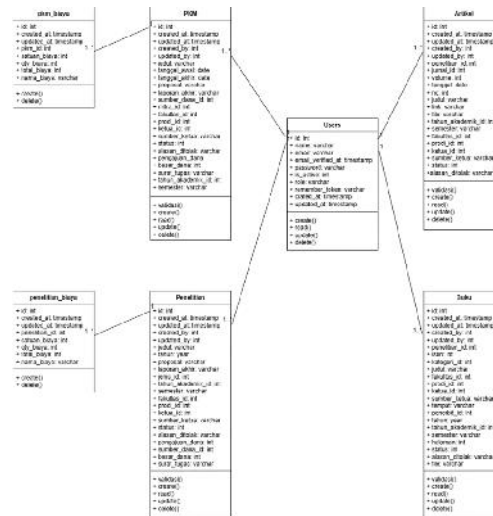 pkm_biaya
+ id: int
+ created_at: timestamp
+ updated_at: timestamp
+ pkm_id: int
+ satuan_biaya: int
+ qty_biaya: int
+ total_biaya: int
+ nama_biaya: varchar
+ create()
+ delete()
PKM
+ id: int
+ created_at: timestamp
+ updated_at: timestamp
+ created_by: int
+ updated_by: int
+ judul: varchar
+ tanggal_awal: date
+ tanggal_akhir: date
+ proposal: varchar
+ laporan_akhir: varchar
+ sumber_dana_id: int
+ mitra_id: int
+ fakultas_id: int
+ prodi_id: int
+ ketua_id: int
+ sumber_ketua: varchar
+ status: int
+ alasan_ditolak: varchar
+ pengajuan_dana
besar_dana: int
+ surat_tugas: varchar
+ tahun_akademik_id: int
+ semester: varchar
+ validasi()
+ create()
+ read()
+ update()
+ delete()
Users
+ id: int
+ name: varchar
+ email: varchar
+ email_verified_at: timestamp
+ password: varchar
+ is_active: int
+ role: varchar
+ remember_token: varchar
+ created_at: timestamp
+ updated_at: timestamp
+ create()
+ read()
+ update()
+ delete()
Artikel
+ id: int
+ created_at: timestamp
+ updated_at: timestamp
+ created_by: int
+ updated_by: int
+ penelitian_id: int
+ jurnal_id: int
+ volume: int
+ tanggal: date
+ no: int
+ judul: varchar
+ link: varchar
+ file: varchar
+ tahun_akademik_id: int
+ semester: varchar
+ fakultas_id: int
+ prodi_id: int
+ ketua_id: int
+ sumber_ketua: varchar
+ status: int
+ alasan_ditolak: varchar
+ validasi()
+ create()
+ read()
+ update()
+ delete()
penelitian_biaya
+ id: int
+ created_at: timestamp
+ updated_at: timestamp
+ penelitian_id: int
+ satuan_biaya: int
+ qty_biaya: int
+ total_biaya: int
+ nama_biaya: varchar
+ create()
+ delete()
Penelitian
+ id: int
+ created_at: timestamp
+ updated_at: timestamp
+ created_by: int
+ updated_by: int
+ judul: varchar
+ tahun: year
+ proposal: varchar
+ laporan_akhir: varchar
+ jenis_id: int
+ tahun_akademik_id: int
+ semester: varchar
+ fakultas_id: int
+ prodi_id: int
+ ketua_id: int
+ sumber_ketua: varchar
+ status: int
+ alasan_ditolak: varchar
+ pengajuan_dana: int
+ sumber_dana_id: int
+ besar_dana: int
+ surat_tugas: varchar
+ validasi()
+ create()
+ read()
+ update()
+ delete()
Buku
+ id: int
+ created_at: timestamp
+ updated_at: timestamp
+ created_by: int
+ updated_by: int
+ penelitian_id: int
+ isbn: int
+ kategori_id: int
+ judul: varchar
+ fakultas_id: int
+ prodi_id: int
+ ketua_id: int
+ sumber_ketua: varchar
+ tempat: varchar
+ penerbit_id: int
+ tahun: year
+ tahun_akademik_id: int
+ semester: varchar
+ halaman: int
+ status: int
+ alasan_ditolak: varchar
+ file: varchar
+ validasi()
+ create()
+ read()
+ update()
+ delete()